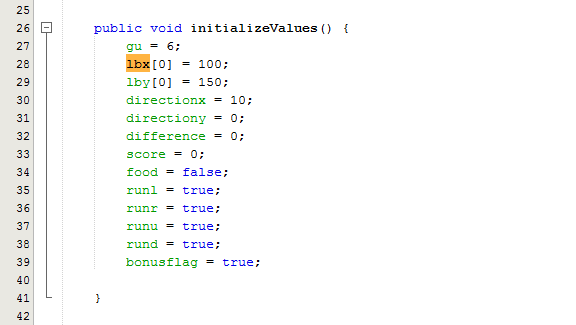 25
26 public void initializeValues() {
27 gu = 6;
28 lbx[0] = 100;
29 lby[0] = 150;
30 directionx = 10;
31 directiony = 0;
32 difference = 0;
33 score = 0;
34 food = false;
35 runl = true;
36 runr = true;
37 runu = true;
38 rund = true;
39 bonusflag = true;
40
41 }
42